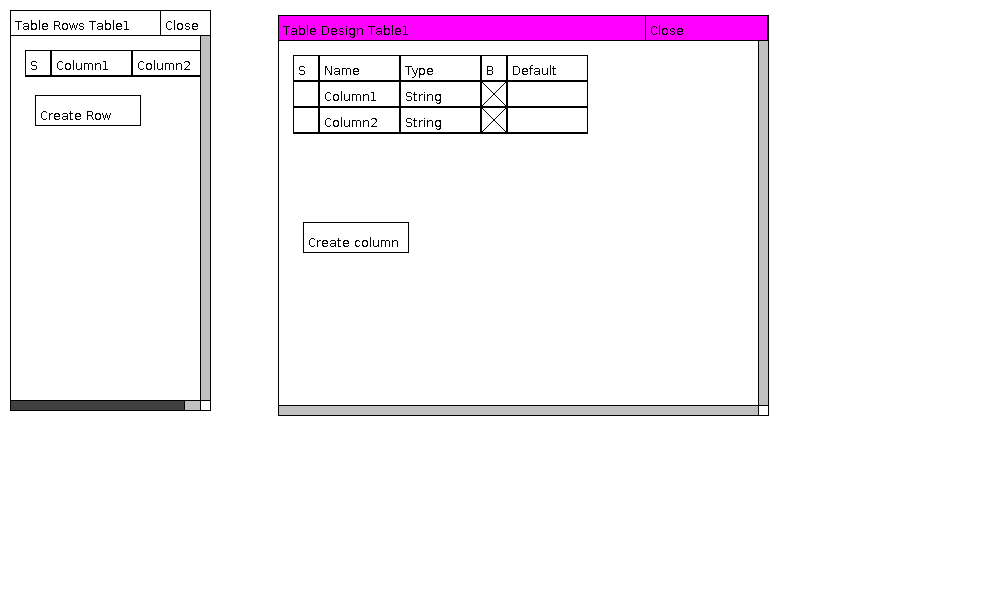 Table Rows Table1 Close
S Column1 Column2
Create Row
Table Design Table1 Close
S Name Type B Default
Column1 String
Column2 String
Create column